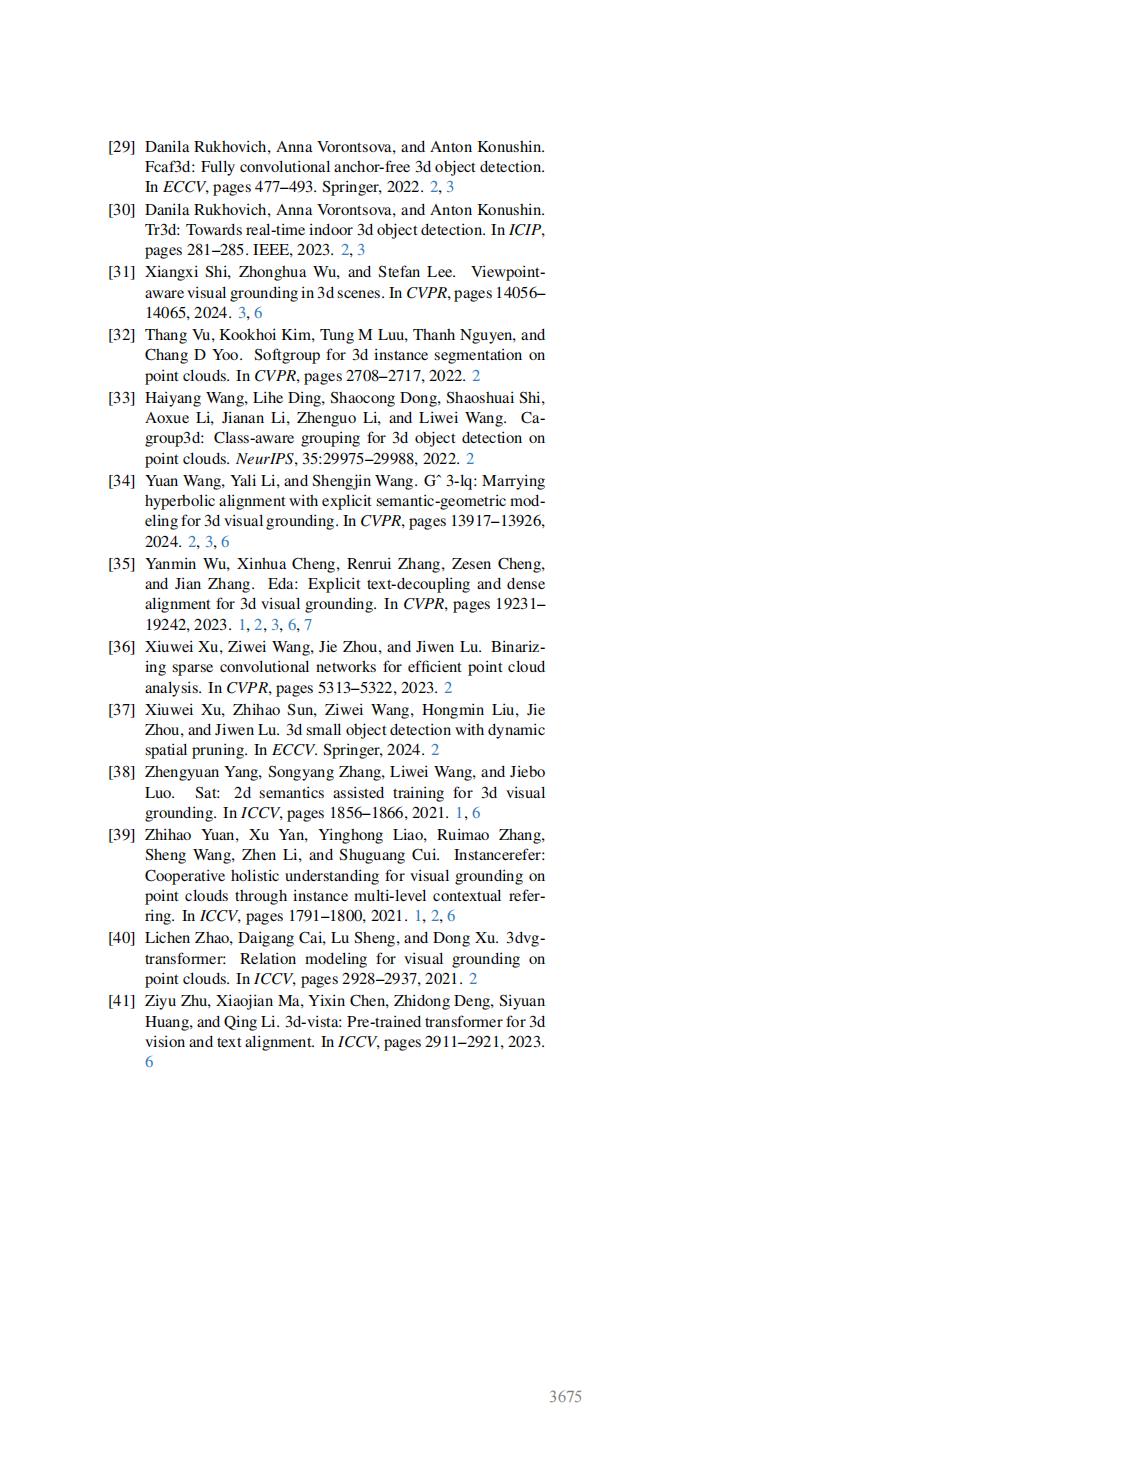 [29] Danila Rukhovich, Anna Vorontsova, and Anton Konushin.
Fcaf3d: Fully convolutional anchor-free 3d object detection.
In ECCV, pages 477–493. Springer, 2022. 2, 3
[30] Danila Rukhovich, Anna Vorontsova, and Anton Konushin.
Tr3d: Towards real-time indoor 3d object detection. In ICIP,
pages 281–285. IEEE, 2023. 2, 3
[31] Xiangxi Shi, Zhonghua Wu, and Stefan Lee. Viewpoint-
aware visual grounding in 3d scenes. In CVPR, pages 14056–
14065, 2024. 3, 6
[32] Thang Vu, Kookhoi Kim, Tung M Luu, Thanh Nguyen, and
Chang D Yoo. Softgroup for 3d instance segmentation on
point clouds. In CVPR, pages 2708–2717, 2022. 2
[33] Haiyang Wang, Lihe Ding, Shaocong Dong, Shaoshuai Shi,
Aoxue Li, Jianan Li, Zhenguo Li, and Liwei Wang. Ca-
group3d: Class-aware grouping for 3d object detection on
point clouds. NeurIPS, 35:29975–29988, 2022. 2
[34] Yuan Wang, Yali Li, and Shengjin Wang. Gˆ 3-lq: Marrying
hyperbolic alignment with explicit semantic-geometric mod-
eling for 3d visual grounding. In CVPR, pages 13917–13926,
2024. 2, 3, 6
[35] Yanmin Wu, Xinhua Cheng, Renrui Zhang, Zesen Cheng,
and Jian Zhang. Eda: Explicit text-decoupling and dense
alignment for 3d visual grounding. In CVPR, pages 19231–
19242, 2023. 1, 2, 3, 6, 7
[36] Xiuwei Xu, Ziwei Wang, Jie Zhou, and Jiwen Lu. Binariz-
ing sparse convolutional networks for efficient point cloud
analysis. In CVPR, pages 5313–5322, 2023. 2
[37] Xiuwei Xu, Zhihao Sun, Ziwei Wang, Hongmin Liu, Jie
Zhou, and Jiwen Lu. 3d small object detection with dynamic
spatial pruning. In ECCV. Springer, 2024. 2
[38] Zhengyuan Yang, Songyang Zhang, Liwei Wang, and Jiebo
Luo. Sat: 2d semantics assisted training for 3d visual
grounding. In ICCV, pages 1856–1866, 2021. 1, 6
[39] Zhihao Yuan, Xu Yan, Yinghong Liao, Ruimao Zhang,
Sheng Wang, Zhen Li, and Shuguang Cui. Instancerefer:
Cooperative holistic understanding for visual grounding on
point clouds through instance multi-level contextual refer-
ring. In ICCV, pages 1791–1800, 2021. 1, 2, 6
[40] Lichen Zhao, Daigang Cai, Lu Sheng, and Dong Xu. 3dvg-
transformer: Relation modeling for visual grounding on
point clouds. In ICCV, pages 2928–2937, 2021. 2
[41] Ziyu Zhu, Xiaojian Ma, Yixin Chen, Zhidong Deng, Siyuan
Huang, and Qing Li. 3d-vista: Pre-trained transformer for 3d
vision and text alignment. In ICCV, pages 2911–2921, 2023.
6
3675